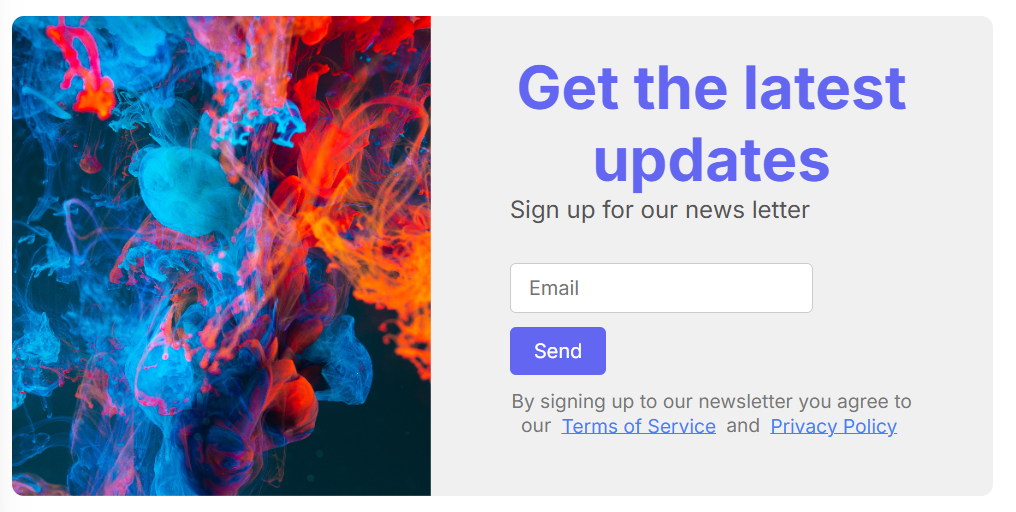 Get the latest
updates
Sign up for our news letter
Email
Send
By signing up to our newsletter you agree to
our Terms of Service and Privacy Policy